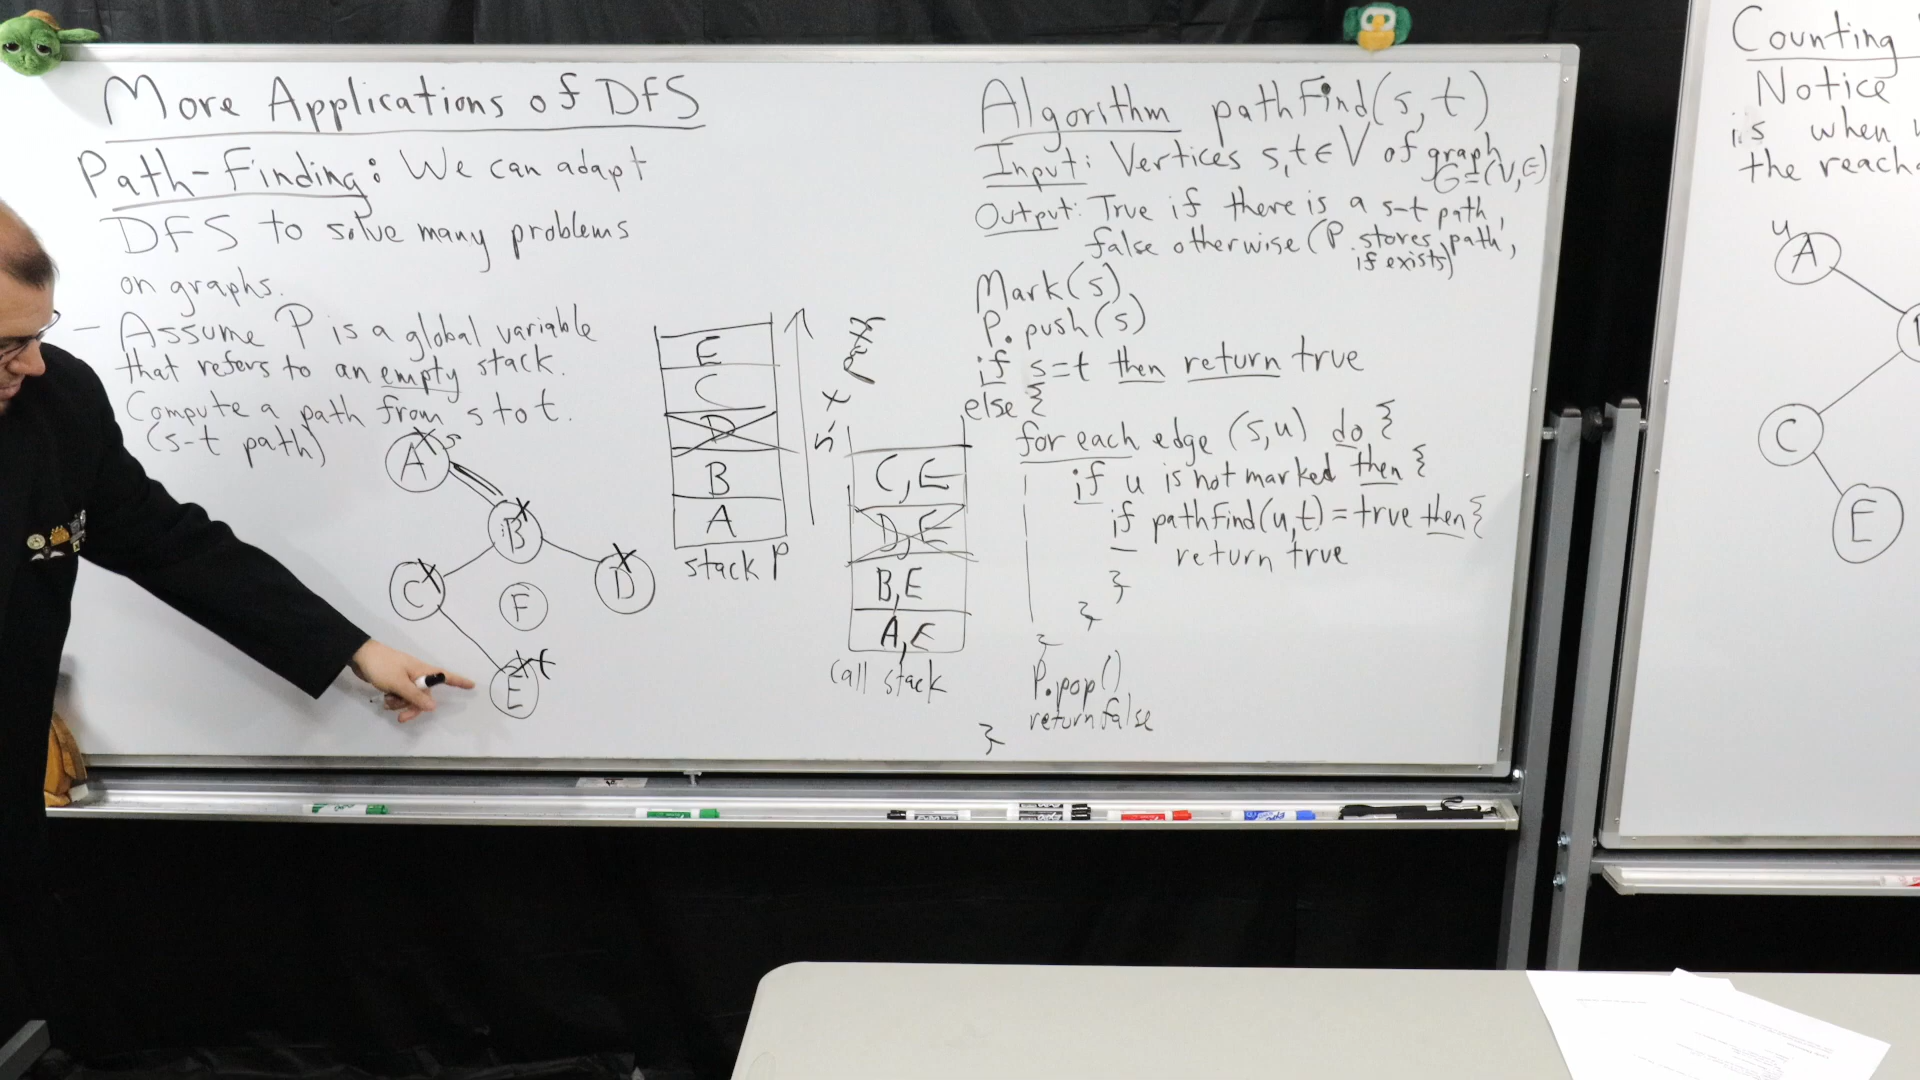 More Applications of DFS
Path-Finding: We can adapt
DFS to solve many problems
on graphs.
- Assume P is a global variable
that refers to an empty stack.
Compute a path from s to t.
(s-t path)
A s
B
C
F
D
E t
E
C
D
B
A
stack P
s-t path
C, E
D, E
B, E
A, E
call stack
Algorithm pathFind(s, t)
Input: Vertices s, t ∈ V of graph
G=(V,E)
Output: True if there is a s-t path,
false otherwise (P stores path,
if exists)
Mark(s)
P.push(s)
if s=t then return true
else {
for each edge (s,u) do {
if u is not marked then {
if pathFind(u,t)=true then {
return true
}
}
}
P.pop()
return false
}
Counting
Notice
is when
the reach
u
A
C
E